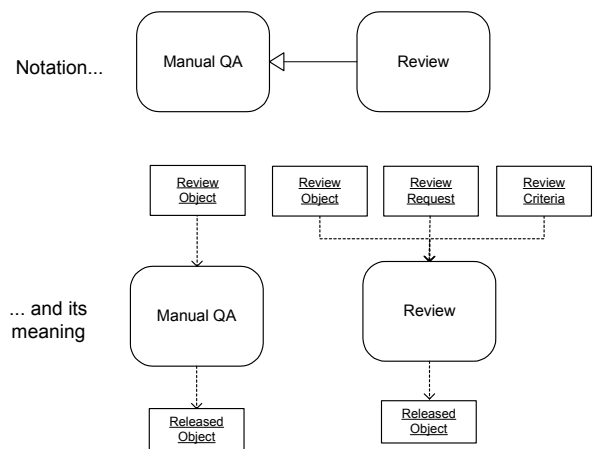 Notation...
Manual QA
Review
Review
Object
Review
Object
Review
Request
Review
Criteria
... and its
meaning
Manual QA
Review
Released
Object
Released
Object